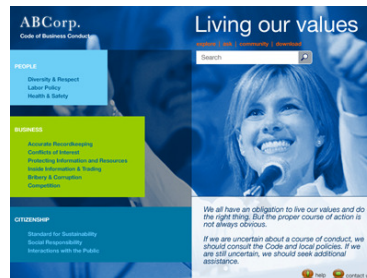 ABCorp.
Code of Business Conduct
Living our values
explore | ask | community | download
Search
PEOPLE
Diversity & Respect
Labor Policy
Health & Safety
BUSINESS
Accurate Recordkeeping
Conflicts of Interest
Protecting Information and Resources
Inside Information & Trading
Bribery & Corruption
Competition
CITIZENSHIP
Standard for Sustainability
Social Responsibility
Interactions with the Public
We all have an obligation to live our values and do
the right thing. But the proper course of action is
not always obvious.
If we are uncertain about a course of conduct, we
should consult the Code and local policies. If we
are still uncertain, we should seek additional
assistance.
help
contact